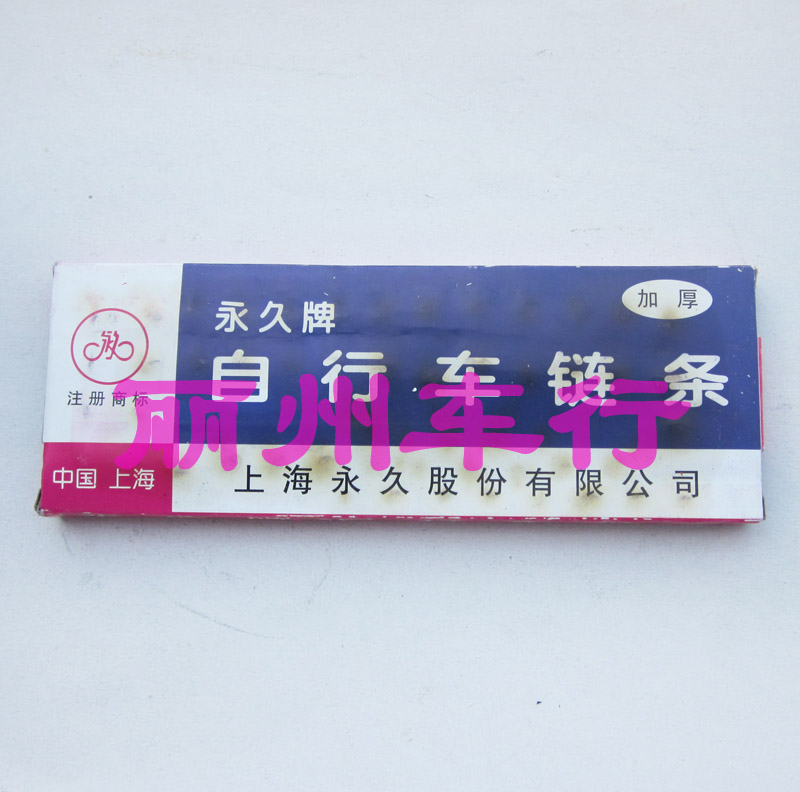 加厚
永久牌
自行车链条
注册商标
丽州车行
中国 上海
上海永久股份有限公司